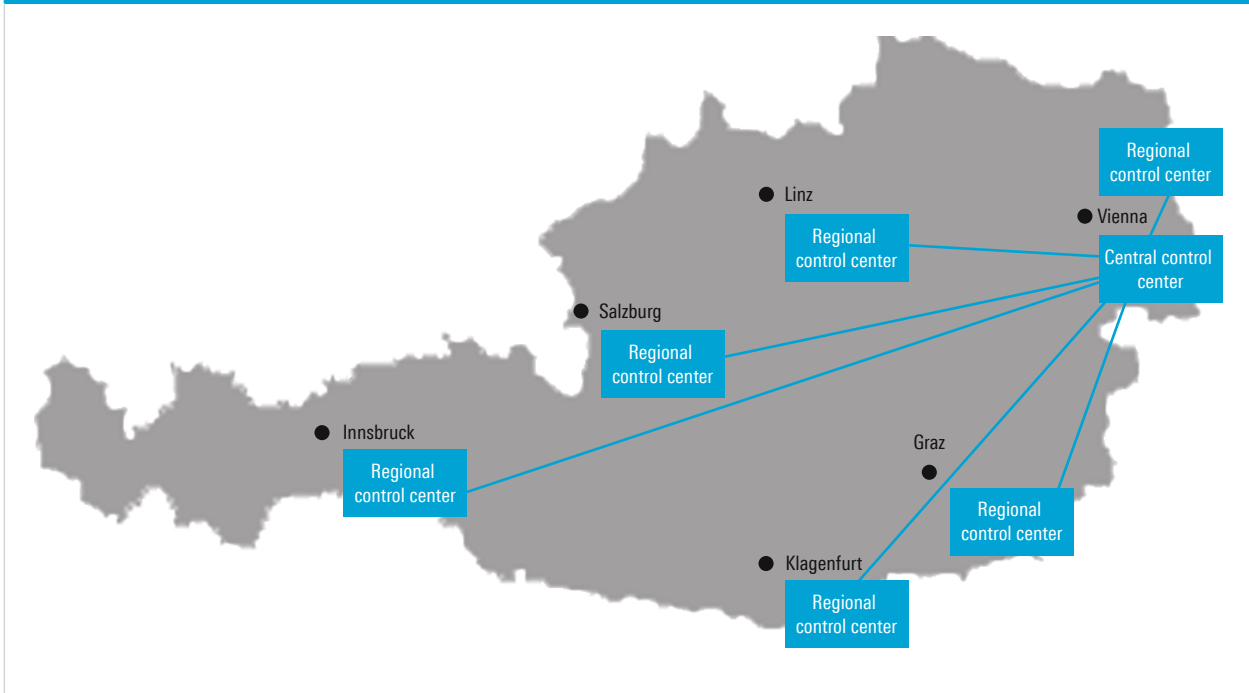 Regional
control center
Linz
Vienna
Regional
control center
Central control
center
Salzburg
Regional
control center
Innsbruck
Regional
control center
Graz
Regional
control center
Klagenfurt
Regional
control center